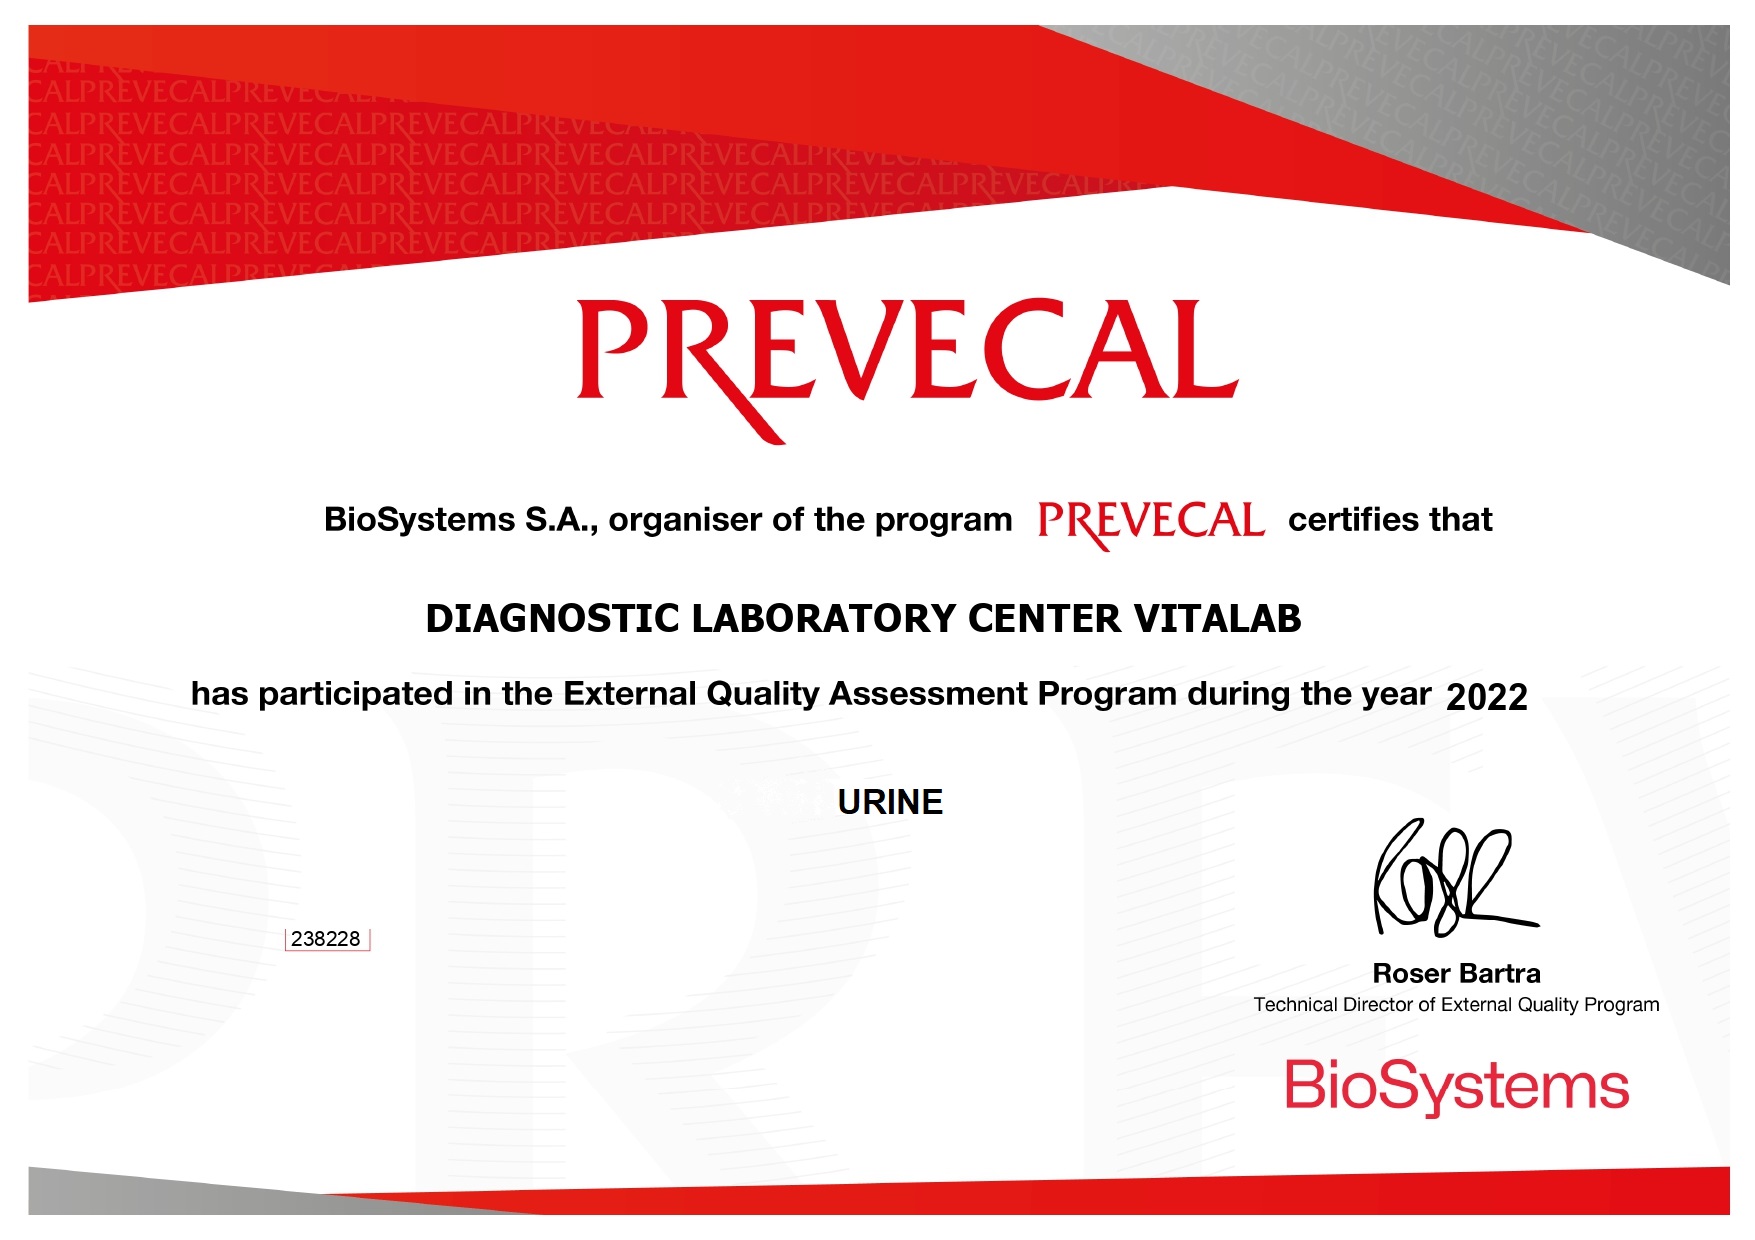 PREVECAL
BioSystems S.A., organiser of the program PREVECAL certifies that
DIAGNOSTIC LABORATORY CENTER VITALAB
has participated in the External Quality Assessment Program during the year 2022
URINE
238228
Roser Bartra
Technical Director of External Quality Program
BioSystems